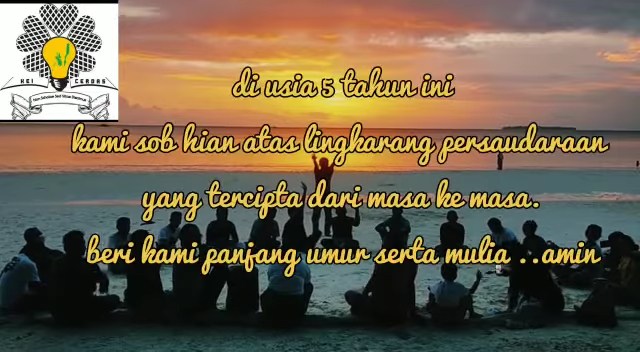 KEI CERDAS
di usia 5 tahun ini
kami sob hian atas lingkarang persaudaraan
yang tercipta dari masa ke masa.
beri kami panjang umur serta mulia ..amin